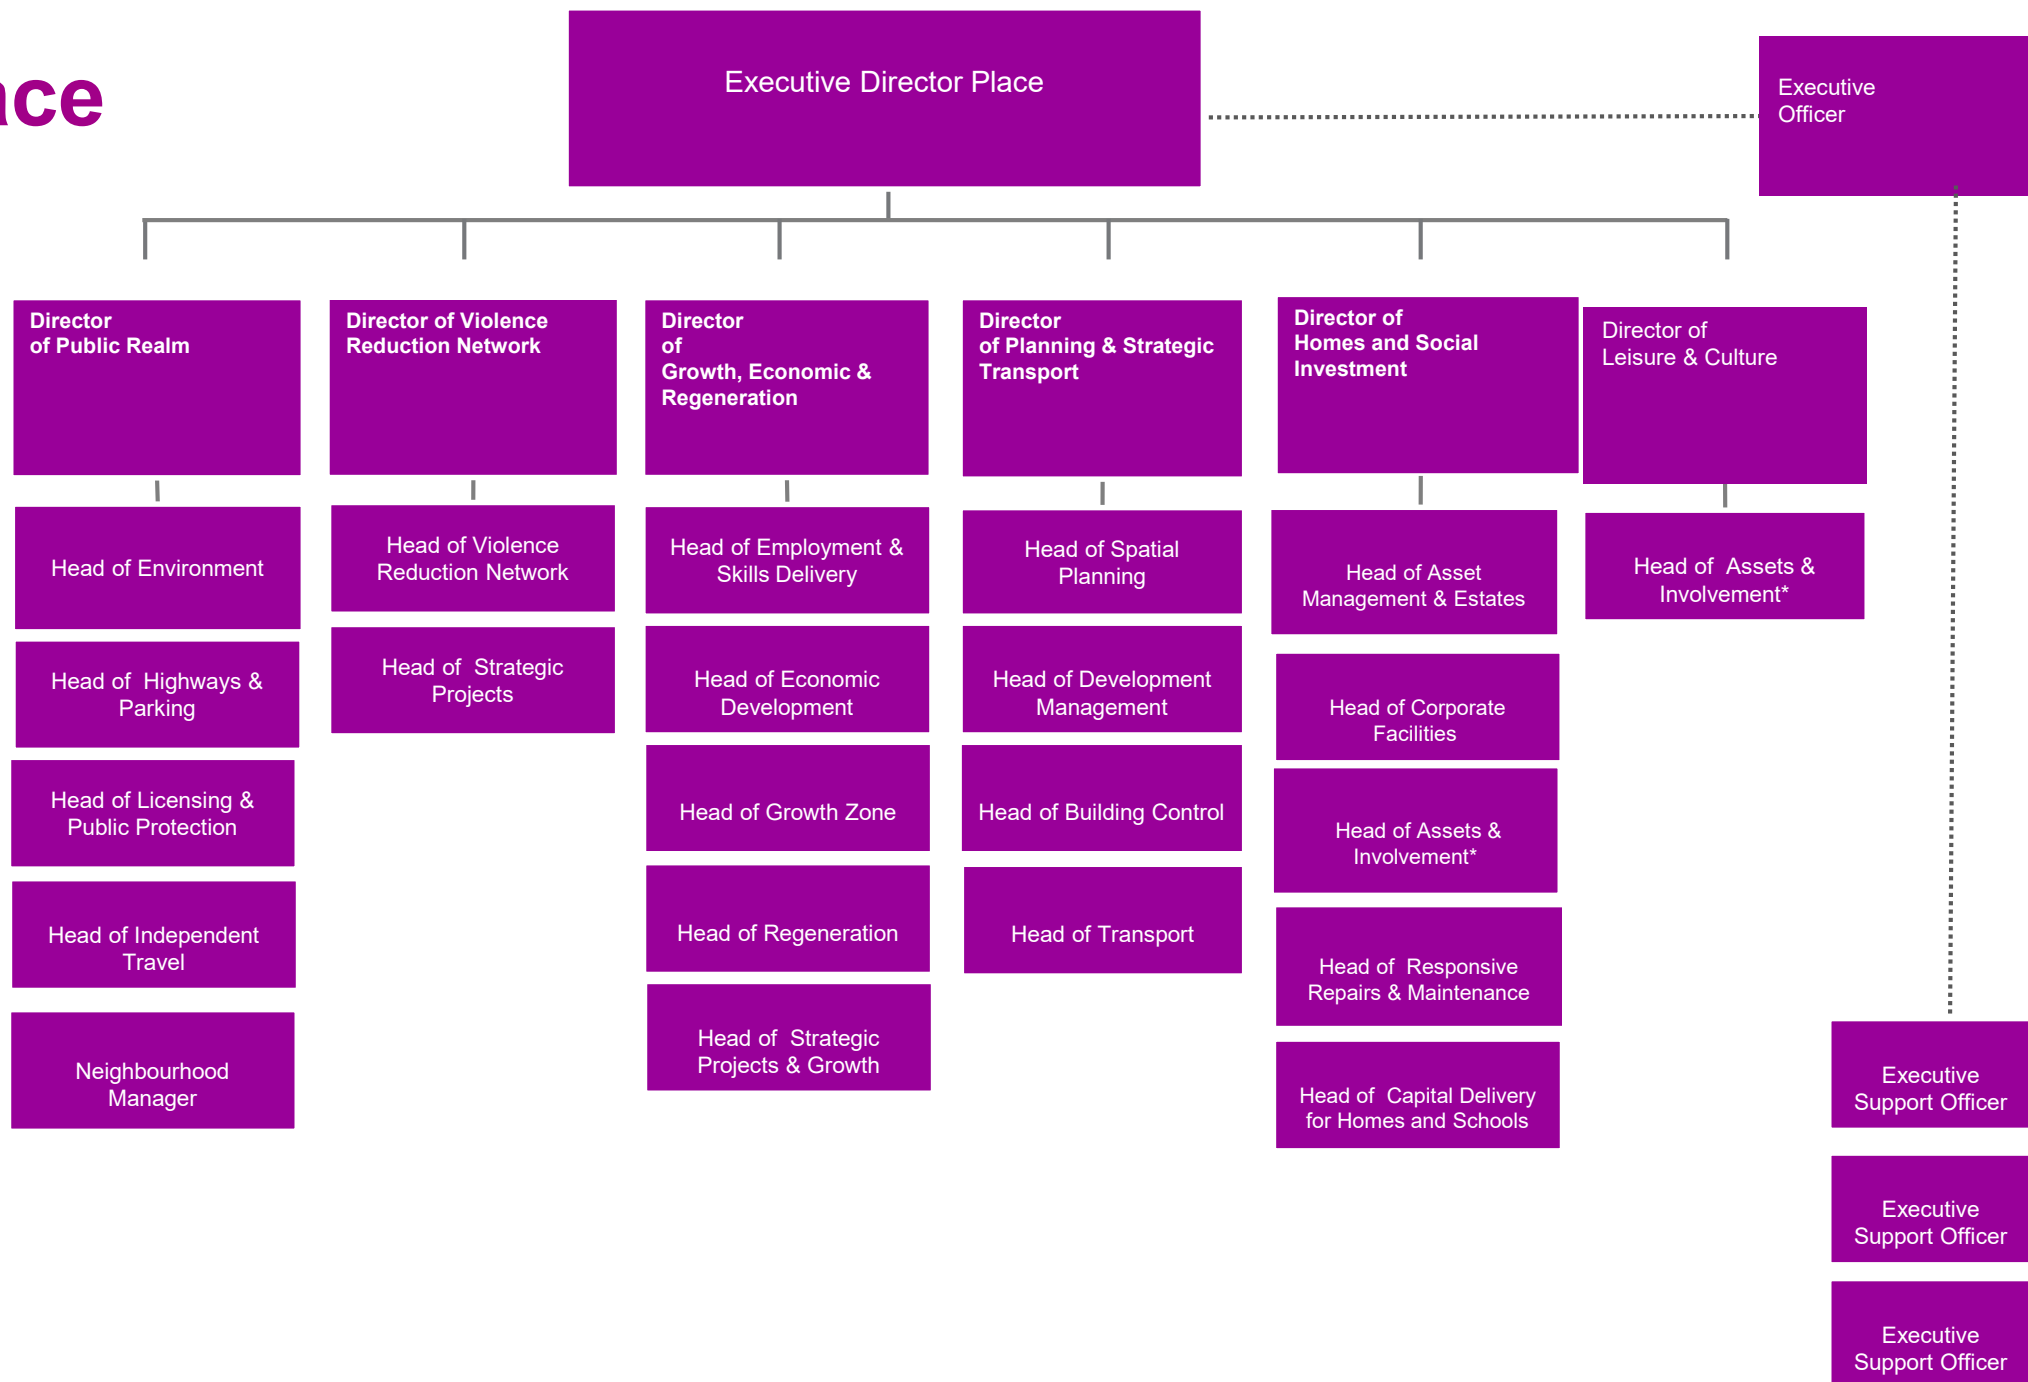 ace
Executive Director Place
Executive
Officer
Director
of Public Realm
Director of Violence
Reduction Network
Director
of
Growth, Economic &
Regeneration
Director
of Planning & Strategic
Transport
Director of
Homes and Social
Investment
Director of
Leisure & Culture
Head of Environment
Head of  Highways &
Parking
Head of Licensing &
Public Protection
Head of Independent
Travel
Neighbourhood
Manager
Head of Violence
Reduction Network
Head of  Strategic
Projects
Head of Employment &
Skills Delivery
Head of Economic
Development
Head of Growth Zone
Head of Regeneration
Head of  Strategic
Projects & Growth
Head of Spatial
Planning
Head of Development
Management
Head of Building Control
Head of Transport
Head of Asset
Management & Estates
Head of Corporate
Facilities
Head of Assets &
Involvement*
Head of  Responsive
Repairs & Maintenance
Head of  Capital Delivery
for Homes and Schools
Head of  Assets &
Involvement*
Executive
Support Officer
Executive
Support Officer
Executive
Support Officer